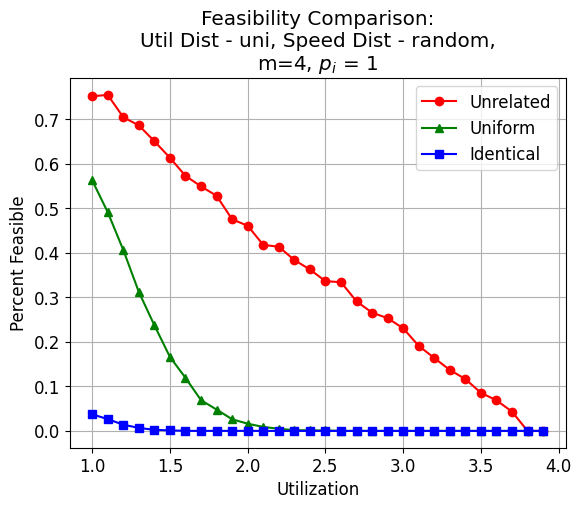 Feasibility Comparison:
Util Dist - uni, Speed Dist - random,
m=4, $p_i$ = 1
Unrelated
Uniform
Identical
Percent Feasible
0.7
0.6
0.5
0.4
0.3
0.2
0.1
0.0
1.0 1.5 2.0 2.5 3.0 3.5 4.0
Utilization